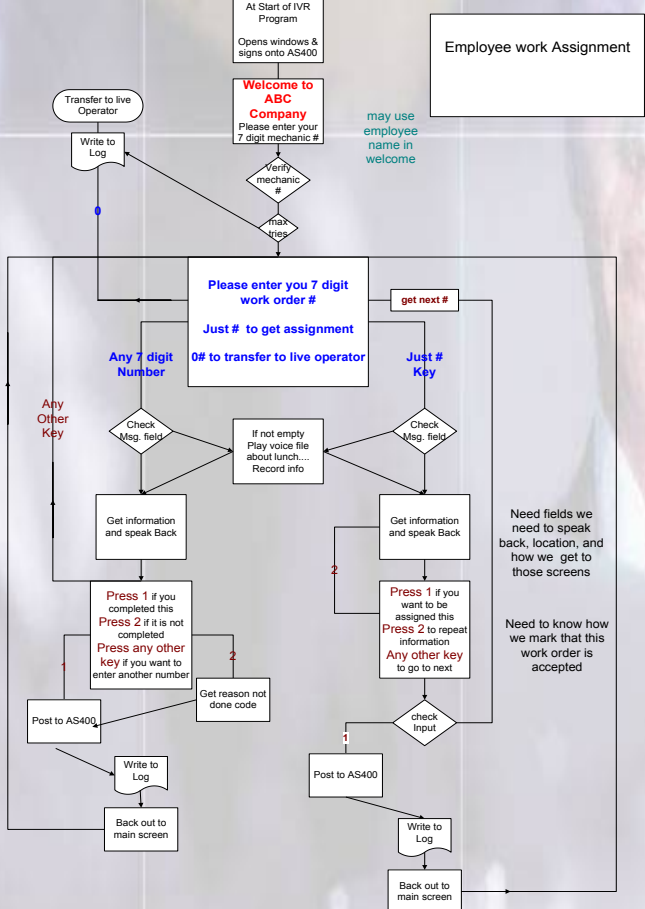 At Start of IVR
Program
Opens windows &
signs onto AS400
Employee work Assignment
Welcome to
ABC
Company
Please enter your
7 digit mechanic #
may use
employee
name in
welcome
Transfer to live
Operator
Write to
Log
Verify
mechanic
#
0
max
tries
Please enter you 7 digit
work order #
Just # to get assignment
0# to transfer to live operator
get next #
Any 7 digit
Number
Just #
Key
Any
Other
Key
Check
Msg. field
If not empty
Play voice file
about lunch....
Record info
Check
Msg. field
Get information
and speak Back
Get information
and speak Back
Need fields we
need to speak
back, location, and
how we get to
those screens
2
Press 1 if you
completed this
Press 2 if it is not
completed
Press any other
key if you want to
enter another number
Press 1 if you
want to be
assigned this
Press 2 to repeat
information
Any other key
to go to next
Need to know how
we mark that this
work order is
accepted
1
2
Get reason not
done code
Post to AS400
check
Input
1
Write to
Log
Post to AS400
Back out to
main screen
Write to
Log
Back out to
main screen